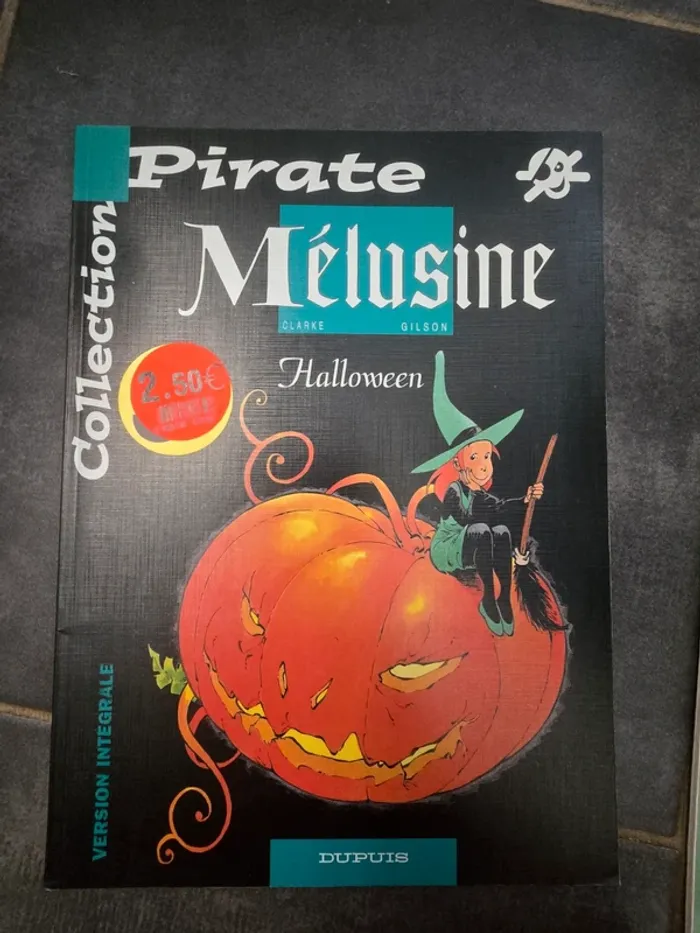 Collection
Pirate
Mélusine
CLARKE GILSON
Halloween
2.50€
VERSION INTÉGRALE
DUPUIS